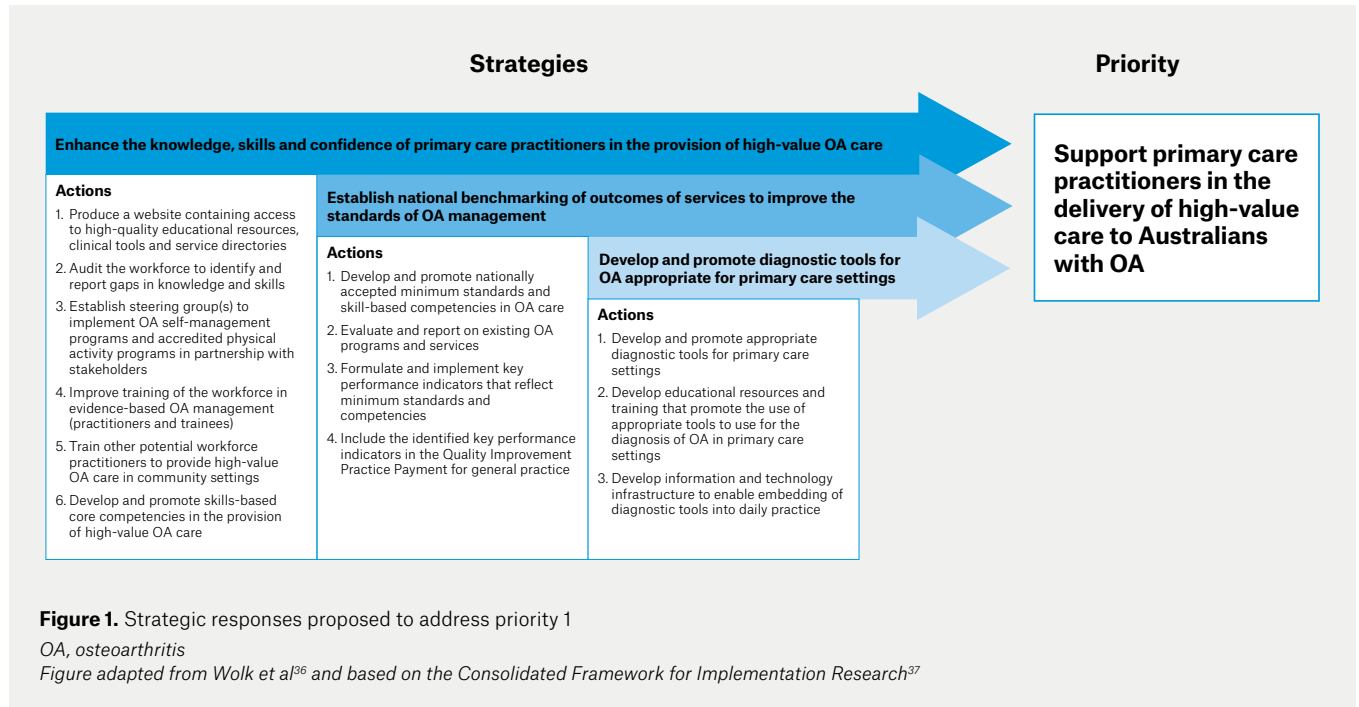 Strategies
Priority
Enhance the knowledge, skills and confidence of primary care practitioners in the provision of high-value OA care
Actions
1. Produce a website containing access
to high-quality educational resources,
clinical tools and service directories
2. Audit the workforce to identify and
report gaps in knowledge and skills
3. Establish steering group(s) to
implement OA self-management
programs and accredited physical
activity programs in partnership with
stakeholders
4. Improve training of the workforce in
evidence-based OA management
(practitioners and trainees)
5. Train other potential workforce
practitioners to provide high-value
OA care in community settings
6. Develop and promote skills-based
core competencies in the provision
of high-value OA care
Establish national benchmarking of outcomes of services to improve the
standards of OA management
Actions
1. Develop and promote nationally
accepted minimum standards and
skill-based competencies in OA care
2. Evaluate and report on existing OA
programs and services
3. Formulate and implement key
performance indicators that reflect
minimum standards and
competencies
4. Include the identified key performance
indicators in the Quality Improvement
Practice Payment for general practice
Develop and promote diagnostic tools for
OA appropriate for primary care settings
Actions
1. Develop and promote appropriate
diagnostic tools for primary care
settings
2. Develop educational resources and
training that promote the use of
appropriate tools to use for the
diagnosis of OA in primary care
settings
3. Develop information and technology
infrastructure to enable embedding of
diagnostic tools into daily practice
Support primary care
practitioners in the
delivery of high-value
care to Australians
with OA
Figure 1. Strategic responses proposed to address priority 1
OA, osteoarthritis
Figure adapted from Wolk et al36 and based on the Consolidated Framework for Implementation Research37